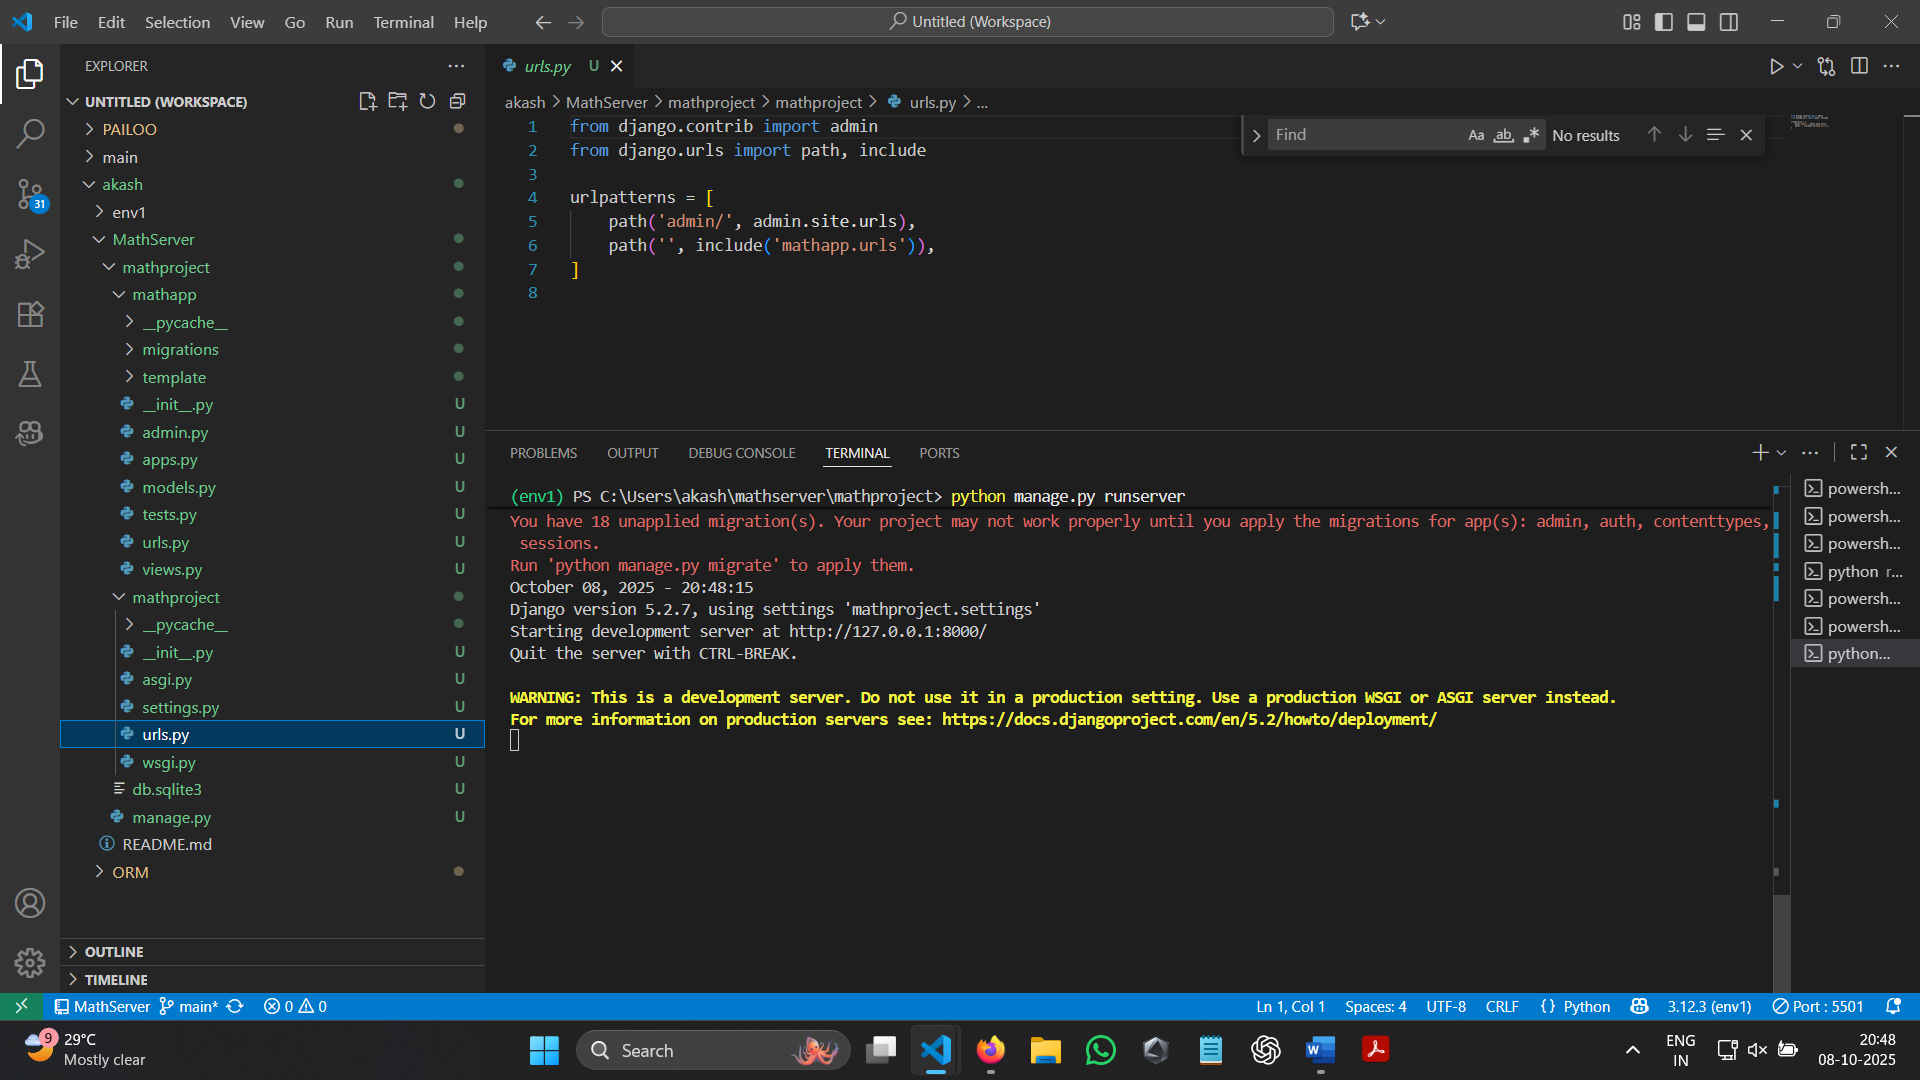 File Edit Selection View Go Run Terminal Help
Untitled (Workspace)
EXPLORER
UNTITLED (WORKSPACE)
PAILOO
main
akash
env1
MathServer
mathproject
mathapp
__pycache__
migrations
template
__init__.py U
admin.py U
apps.py U
models.py U
tests.py U
urls.py U
views.py U
mathproject
__pycache__
__init__.py U
asgi.py U
settings.py U
urls.py U
wsgi.py U
db.sqlite3 U
manage.py U
README.md
ORM
OUTLINE
TIMELINE
31
urls.py U
akash > MathServer > mathproject > mathproject > urls.py > ...
1 from django.contrib import admin
2 from django.urls import path, include
3
4 urlpatterns = [
5 path('admin/', admin.site.urls),
6 path('', include('mathapp.urls')),
7 ]
8
Find Aa ab .* No results
PROBLEMS OUTPUT DEBUG CONSOLE TERMINAL PORTS
(env1) PS C:\Users\akash\mathserver\mathproject> python manage.py runserver
You have 18 unapplied migration(s). Your project may not work properly until you apply the migrations for app(s): admin, auth, contenttypes,
sessions.
Run 'python manage.py migrate' to apply them.
October 08, 2025 - 20:48:15
Django version 5.2.7, using settings 'mathproject.settings'
Starting development server at http://127.0.0.1:8000/
Quit the server with CTRL-BREAK.
WARNING: This is a development server. Do not use it in a production setting. Use a production WSGI or ASGI server instead.
For more information on production servers see: https://docs.djangoproject.com/en/5.2/howto/deployment/
powersh...
powersh...
powersh...
python r...
powersh...
powersh...
python...
MathServer main* 0 0 Ln 1, Col 1 Spaces: 4 UTF-8 CRLF {} Python 3.12.3 (env1) Port : 5501
9
29°C
Mostly clear
Search
ENG
IN
20:48
08-10-2025